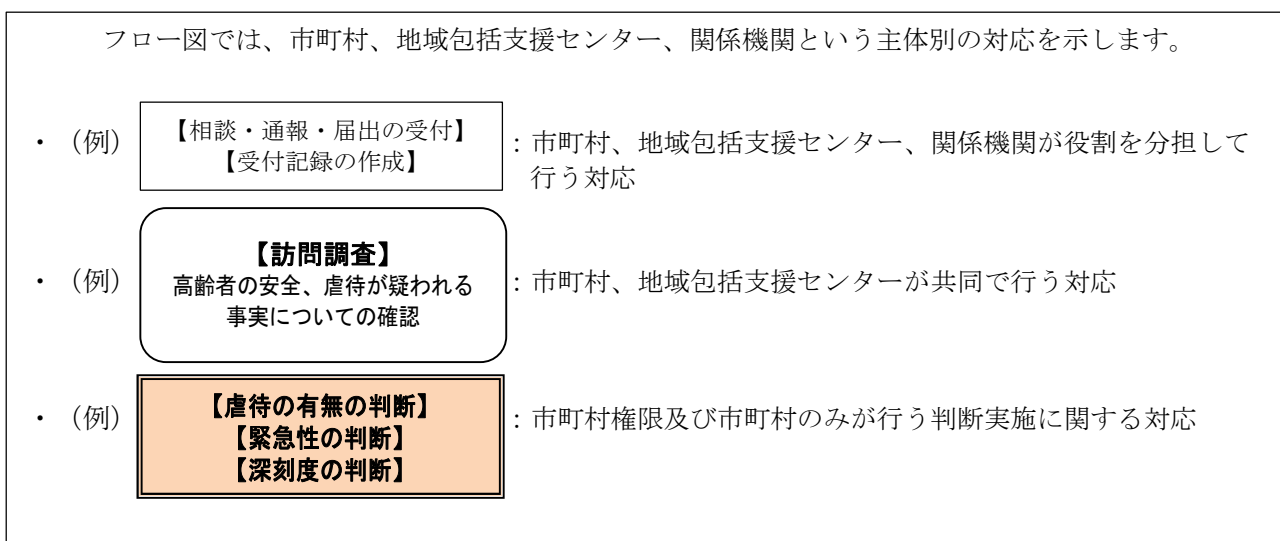 フロー図では、市町村、地域包括支援センター、関係機関という主体別の対応を示します。
・（例）【相談・通報・届出の受付】
【受付記録の作成】
：市町村、地域包括支援センター、関係機関が役割を分担して
行う対応
・（例）【訪問調査】
高齢者の安全、虐待が疑われる
事実についての確認
：市町村、地域包括支援センターが共同で行う対応
・（例）【虐待の有無の判断】
【緊急性の判断】
【深刻度の判断】
：市町村権限及び市町村のみが行う判断実施に関する対応